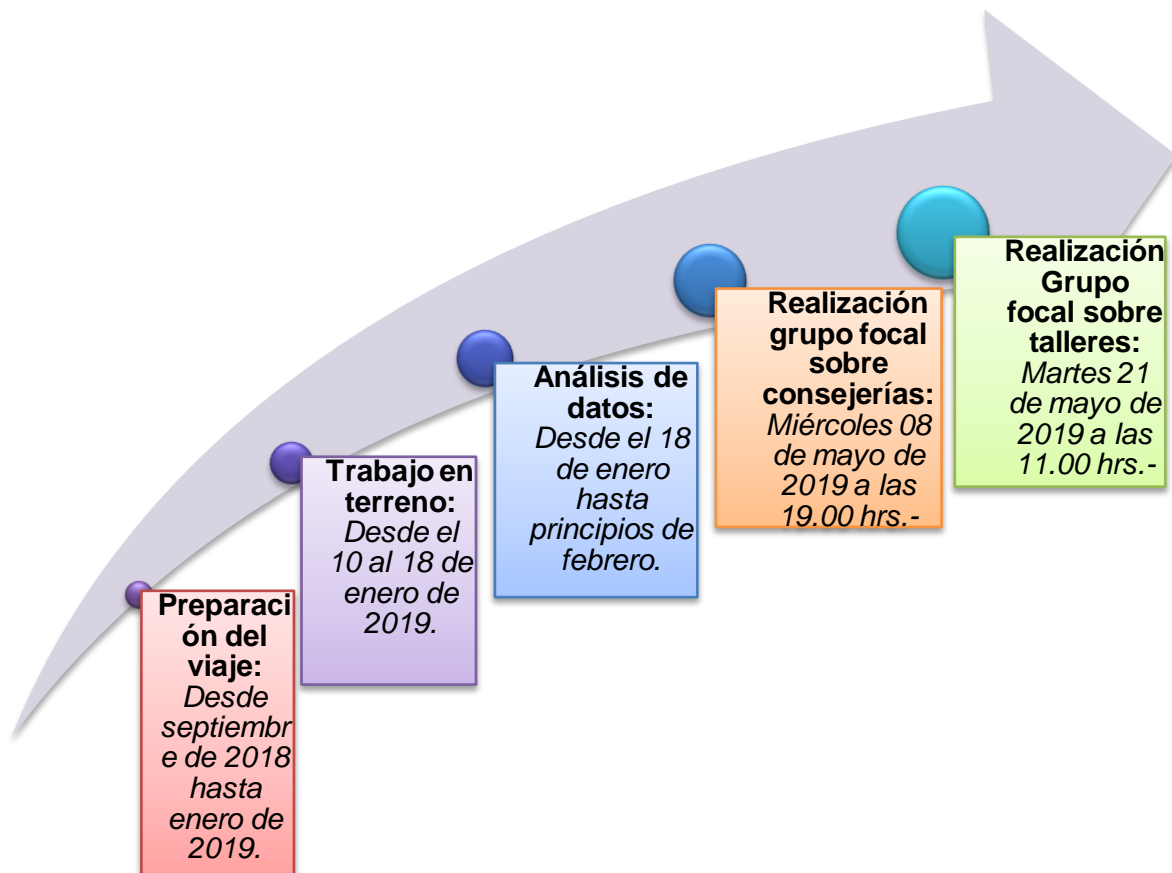 Preparaci
ón del
viaje:
Desde
septiembr
e de 2018
hasta
enero de
2019.
Trabajo en
terreno:
Desde el
10 al 18 de
enero de
2019.
Análisis de
datos:
Desde el 18
de enero
hasta
principios de
febrero.
Realización
grupo focal
sobre
consejerías:
Miércoles 08
de mayo de
2019 a las
19.00 hrs.-
Realización
Grupo
focal sobre
talleres:
Martes 21
de mayo de
2019 a las
11.00 hrs.-